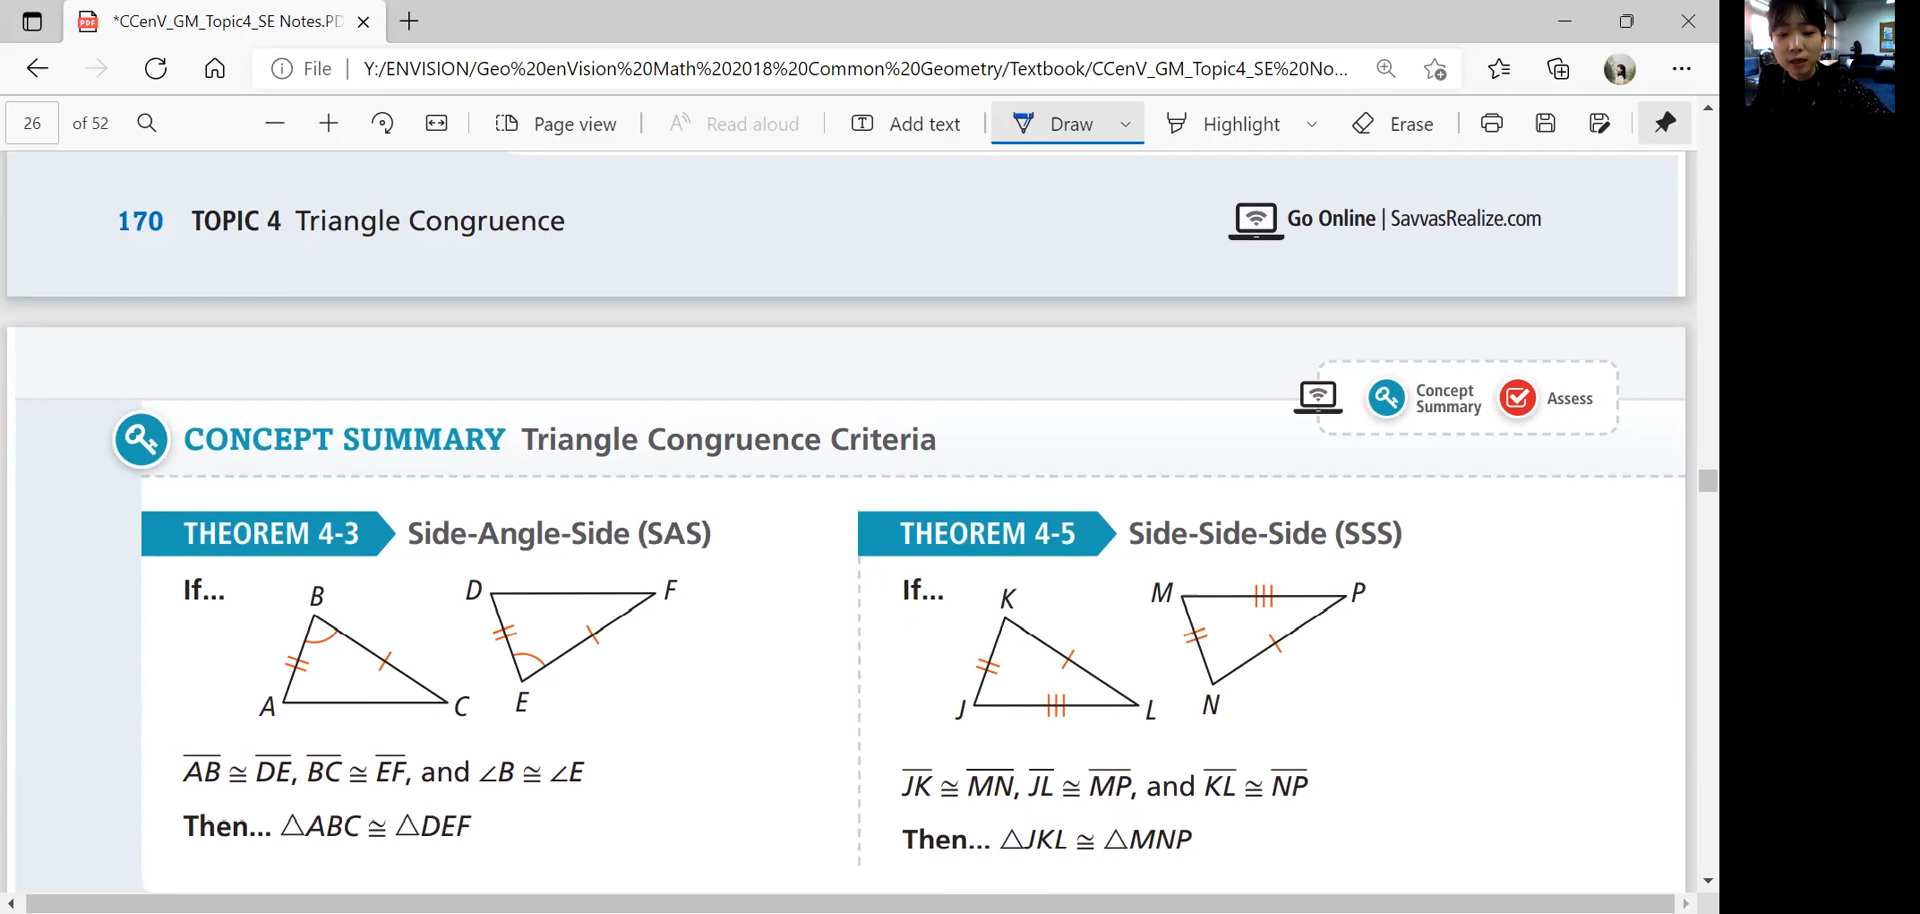 *CCenV_GM_Topic4_SE Notes.PD
File Y:/ENVISION/Geo%20enVision%20Math%202018%20Common%20Geometry/Textbook/CCenV_GM_Topic4_SE%20No...
26 of 52 Page view Read aloud Add text Draw Highlight Erase
170 TOPIC 4 Triangle Congruence
Go Online | SavvasRealize.com
Concept
Summary
Assess
CONCEPT SUMMARY Triangle Congruence Criteria
THEOREM 4-3 Side-Angle-Side (SAS)
If...
B
D
F
A
C
E
AB ≅ DE, BC ≅ EF, and ∠B ≅ ∠E
Then... △ABC ≅ △DEF
THEOREM 4-5 Side-Side-Side (SSS)
If...
K
M
P
J
L
N
JK ≅ MN, JL ≅ MP, and KL ≅ NP
Then... △JKL ≅ △MNP